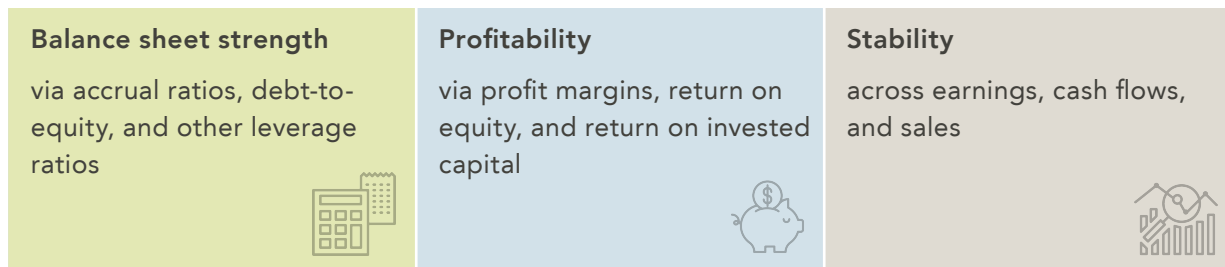 Balance sheet strength
via accrual ratios, debt-to-
equity, and other leverage
ratios
Profitability
via profit margins, return on
equity, and return on invested
capital
$
Stability
across earnings, cash flows,
and sales